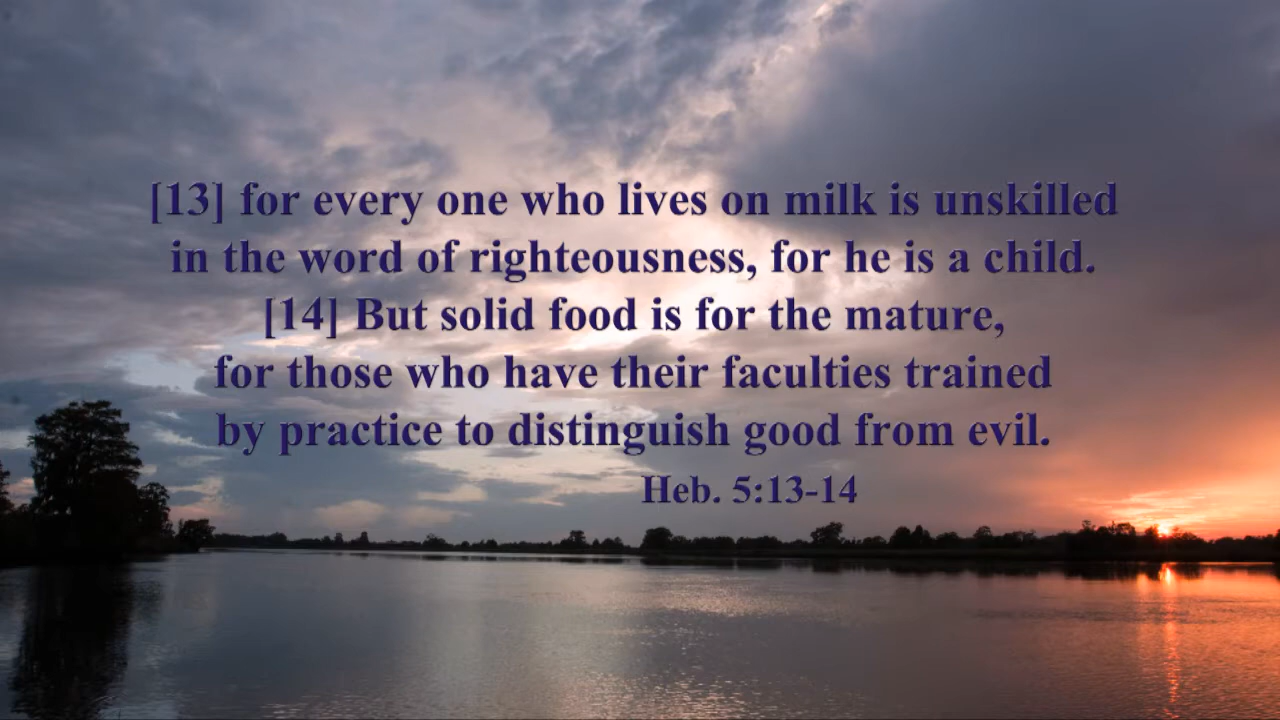 [13] for every one who lives on milk is unskilled
in the word of righteousness, for he is a child.
[14] But solid food is for the mature,
for those who have their faculties trained
by practice to distinguish good from evil.
Heb. 5:13-14